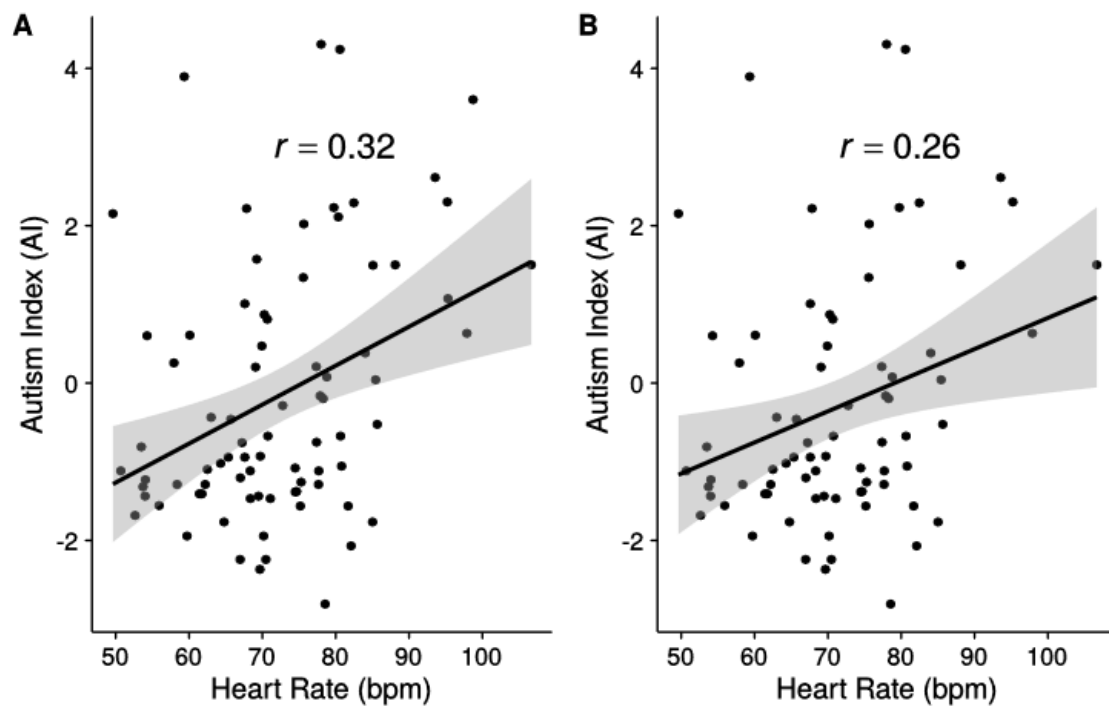 A
r = 0.32
Autism Index (AI)
4
2
0
-2
50 60 70 80 90 100
Heart Rate (bpm)
B
r = 0.26
Autism Index (AI)
4
2
0
-2
50 60 70 80 90 100
Heart Rate (bpm)